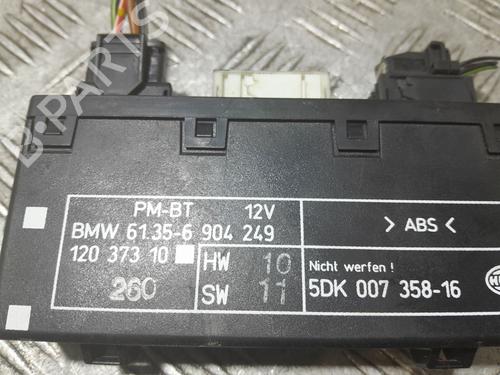 PM-BT 12V
BMW 61.35-6 904 249
120 373 10
260
HW 10
SW 11
> ABS <
Nicht werfen !
5DK 007 358-16
B-PARTS